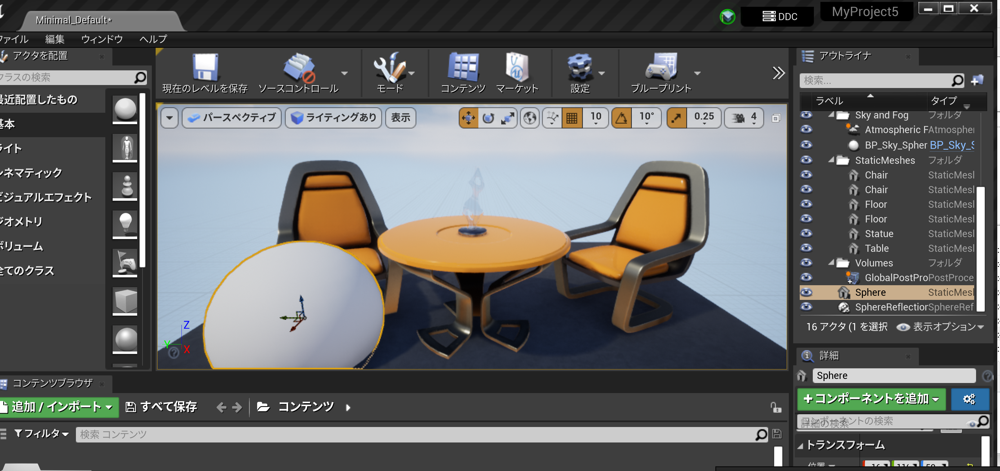 Minimal_Default*
DDC
MyProject5
ファイル 編集 ウィンドウ ヘルプ
アクタを配置
クラスの検索
最近配置したもの
基本
ライト
シネマティック
ビジュアルエフェクト
ジオメトリ
ボリューム
全てのクラス
現在のレベルを保存 ソースコントロール モード コンテンツ マーケット 設定 ブループリント
パースペクティブ ライティングあり 表示 10 10° 0.25 4
Z
Y
X
アウトライナ
検索...
ラベル タイプ
Sky and Fog フォルダ
Atmospheric F Atmospher
BP_Sky_Spher BP_Sky_S
StaticMeshes フォルダ
Chair StaticMesl
Chair StaticMesl
Floor StaticMesl
Floor StaticMesl
Statue StaticMesl
Table StaticMesl
Volumes フォルダ
GlobalPostPro PostProce
Sphere StaticMesl
SphereReflection SphereRef
16 アクタ (1 を選択 表示オプション
詳細
Sphere
+コンポーネントを追加
コンポーネントの検索
詳細の検索
トランスフォーム
位置
コンテンツブラウザ
追加 / インポート すべて保存 コンテンツ
フィルタ 検索 コンテンツ